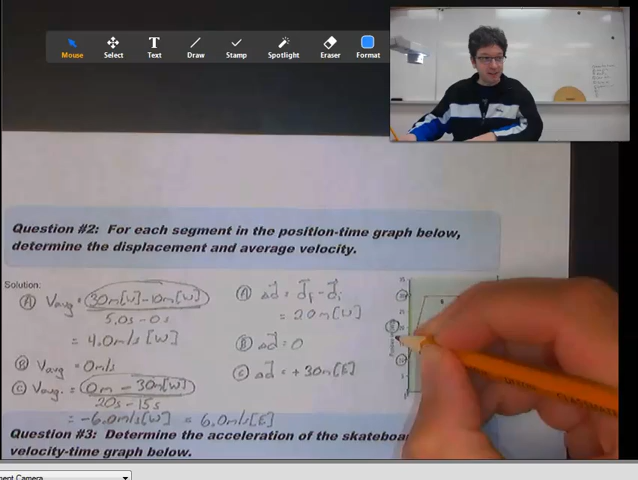 Mouse Select Text Draw Stamp Spotlight Eraser Format
Question #2: For each segment in the position-time graph below,
determine the displacement and average velocity.
Solution:
Ⓐ Vavg = 30m[W]-10m[W]
5.0s-0s
= 4.0m/s [W]
Ⓑ Vavg = 0m/s
Ⓒ Vavg. = 0m - 30m[W]
20s-15s
= -6.0m/s[W] = 6.0m/s[E]
Ⓐ Δd = df - di
= 20m[W]
Ⓑ Δd = 0
Ⓒ Δd = +30m[E]
Question #3: Determine the acceleration of the
velocity-time graph below.
ment Camera